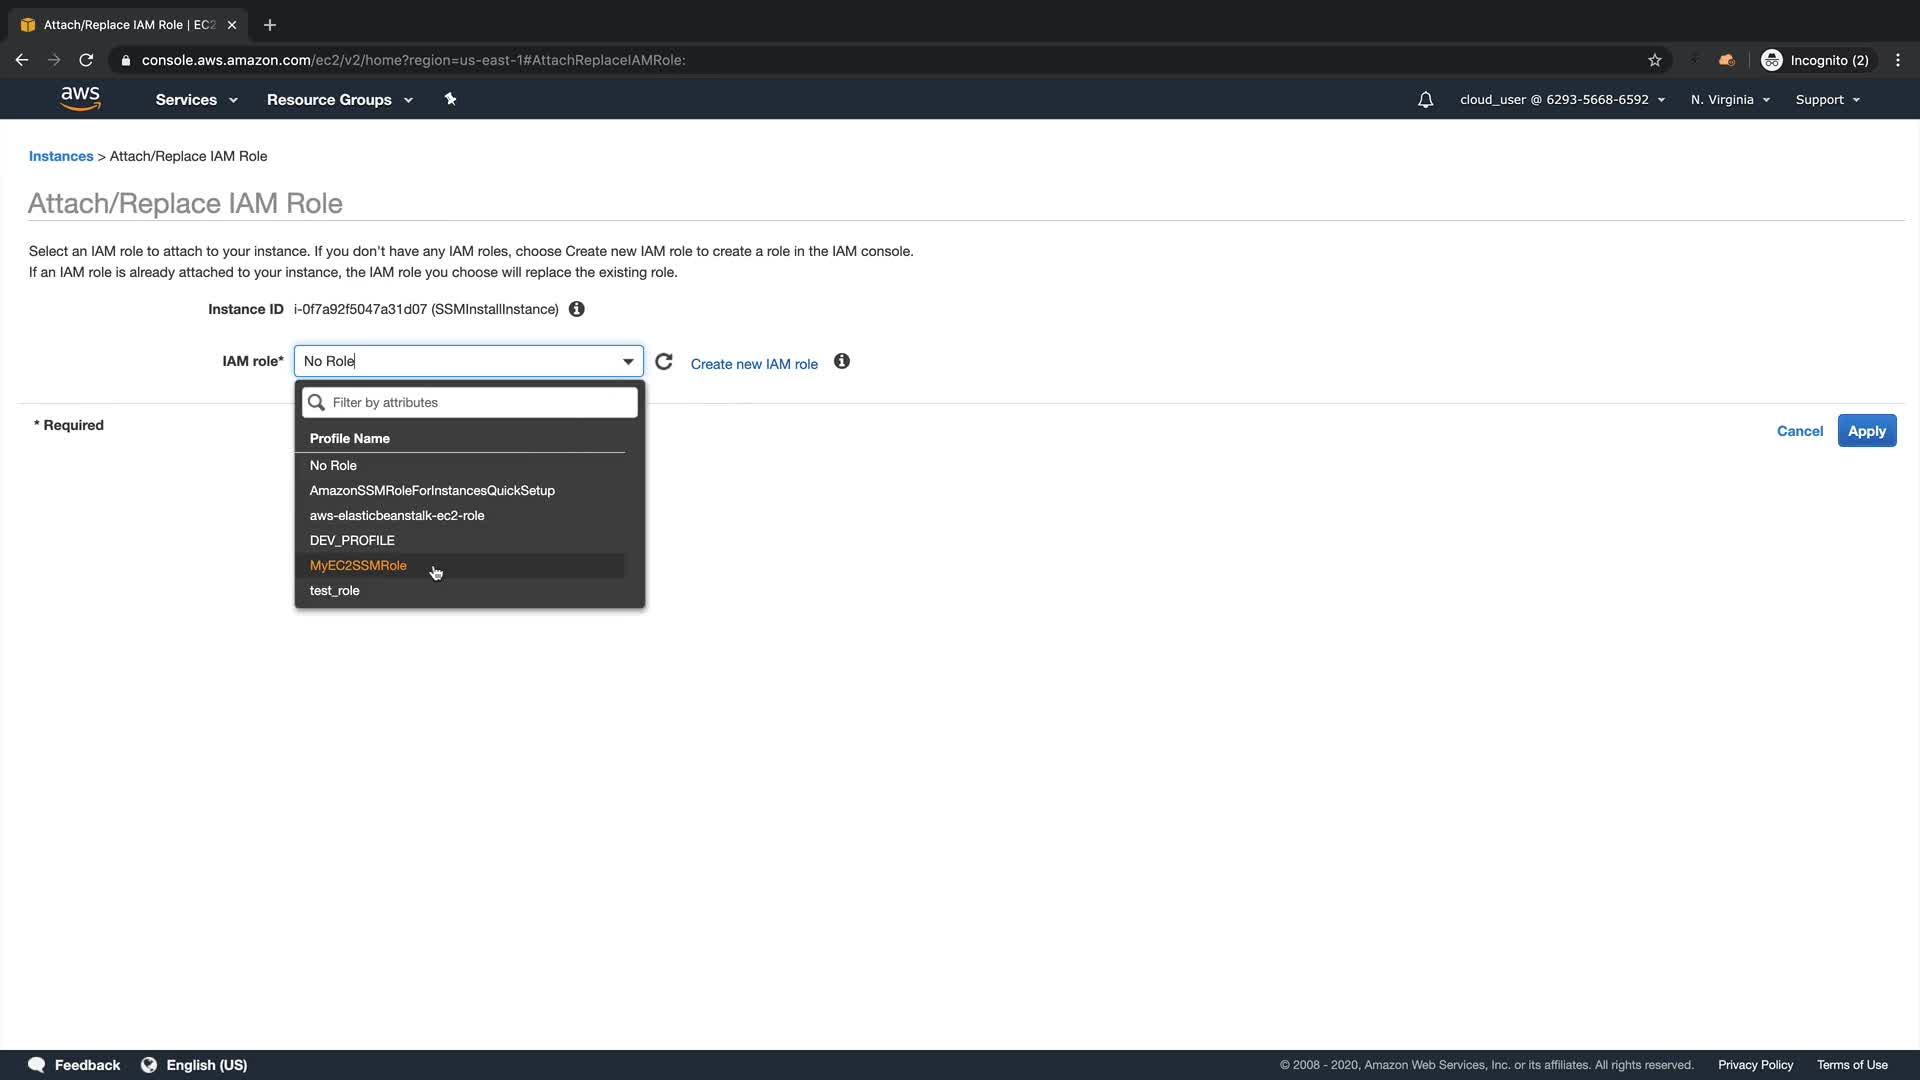 Attach/Replace IAM Role | EC2
console.aws.amazon.com/ec2/v2/home?region=us-east-1#AttachReplaceIAMRole:
Incognito (2)
aws
Services
Resource Groups
cloud_user @ 6293-5668-6592
N. Virginia
Support
Instances > Attach/Replace IAM Role
Attach/Replace IAM Role
Select an IAM role to attach to your instance. If you don't have any IAM roles, choose Create new IAM role to create a role in the IAM console.
If an IAM role is already attached to your instance, the IAM role you choose will replace the existing role.
Instance ID i-0f7a92f5047a31d07 (SSMInstallInstance)
IAM role* No Role
Create new IAM role
Filter by attributes
* Required
Cancel
Apply
Profile Name
No Role
AmazonSSMRoleForInstancesQuickSetup
aws-elasticbeanstalk-ec2-role
DEV_PROFILE
MyEC2SSMRole
test_role
Feedback
English (US)
© 2008 - 2020, Amazon Web Services, Inc. or its affiliates. All rights reserved.
Privacy Policy
Terms of Use